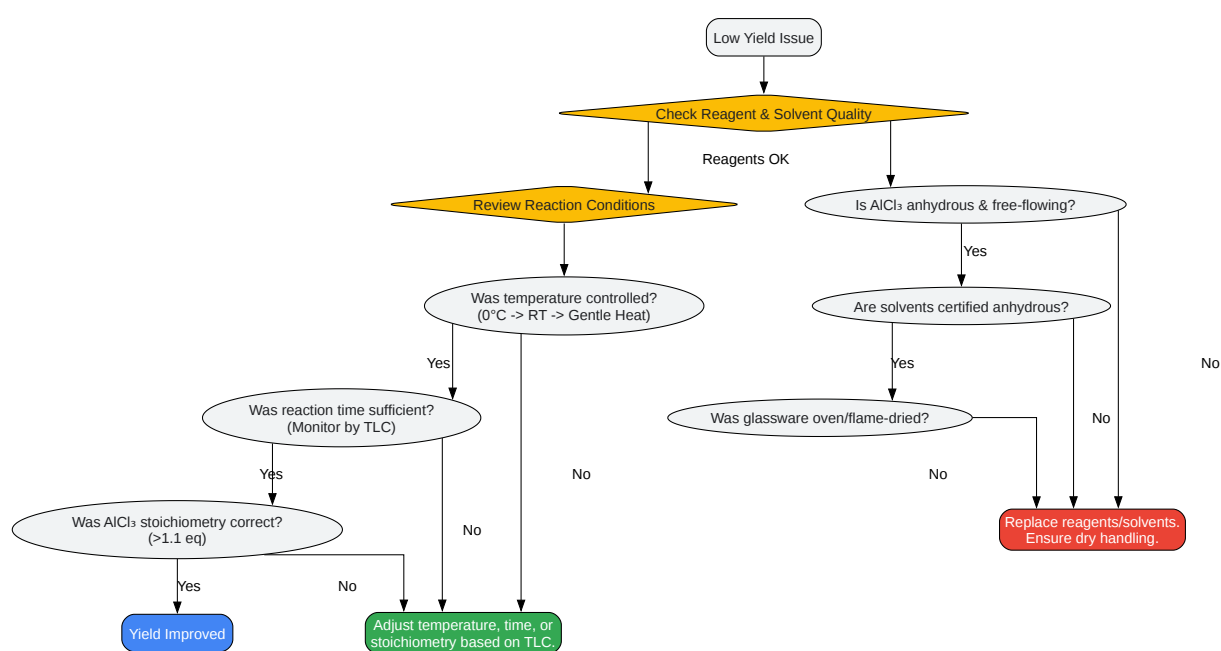 Low Yield Issue
Check Reagent & Solvent Quality
Reagents OK
Review Reaction Conditions
Is AlCl₃ anhydrous & free-flowing?
Yes
Was temperature controlled?
(0°C -> RT -> Gentle Heat)
Are solvents certified anhydrous?
Yes
Yes
No
Was reaction time sufficient?
(Monitor by TLC)
Was glassware oven/flame-dried?
No
Yes
No
No
Was AlCl₃ stoichiometry correct?
(>1.1 eq)
No
Replace reagents/solvents.
Ensure dry handling.
Yes
No
Yield Improved
Adjust temperature, time, or
stoichiometry based on TLC.